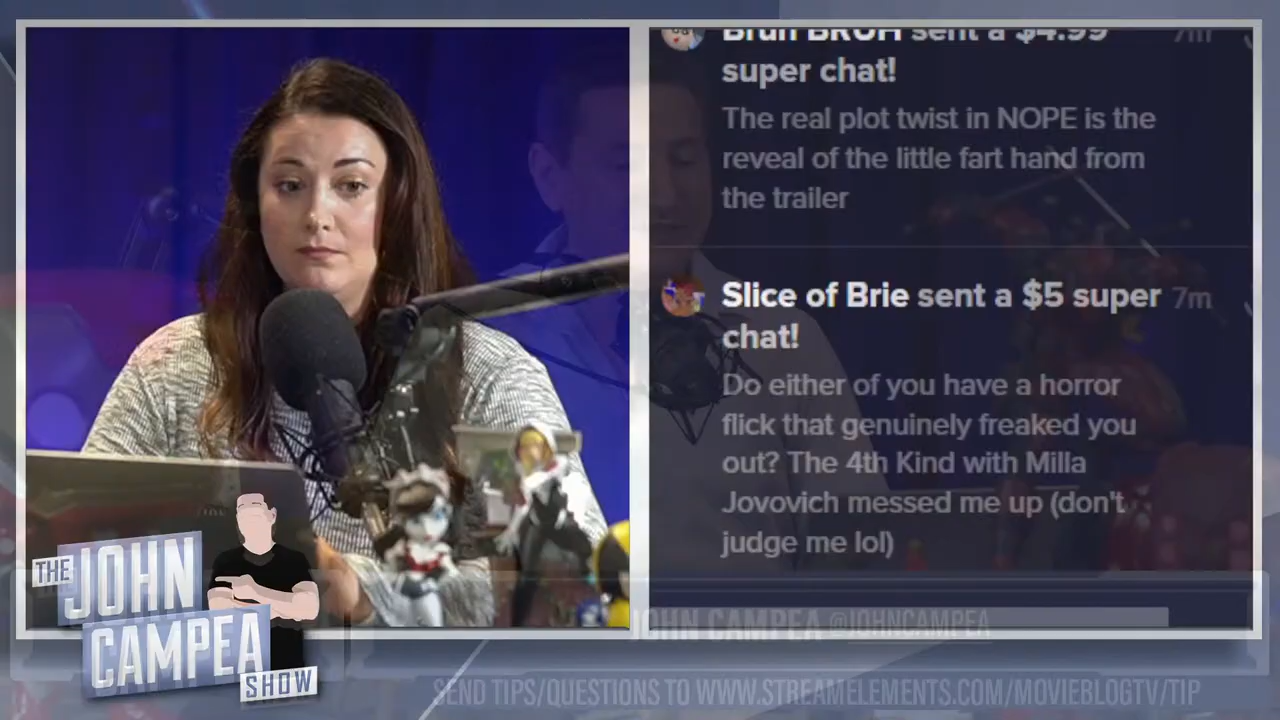 Bruh BRUH sent a $4.99
7m
super chat!
The real plot twist in NOPE is the
reveal of the little fart hand from
the trailer
Slice of Brie sent a $5 super
7m
chat!
Do either of you have a horror
flick that genuinely freaked you
out? The 4th Kind with Milla
Jovovich messed me up (don't
judge me lol)
THE
JOHN
CAMPEA
SHOW
JOHN CAMPEA @JOHNCAMPEA
SEND TIPS/QUESTIONS TO WWW.STREAMELEMENTS.COM/MOVIEBLOGTV/TIP